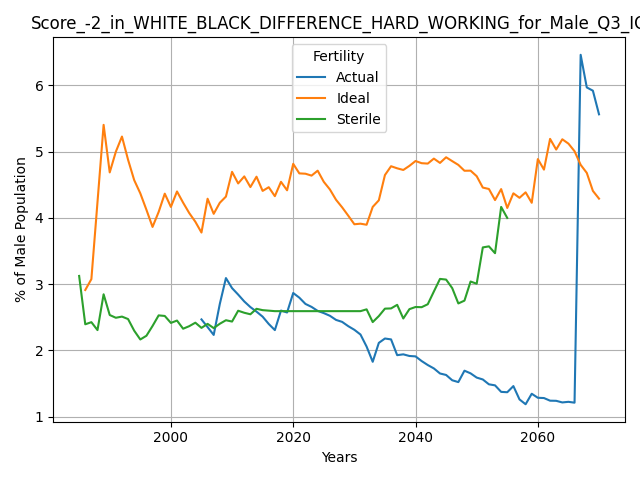 Score_-2_in_WHITE_BLACK_DIFFERENCE_HARD_WORKING_for_Male_Q3_IQ
Fertility
Actual
Ideal
Sterile
% of Male Population
6
5
4
3
2
1
2000
2020
2040
2060
Years